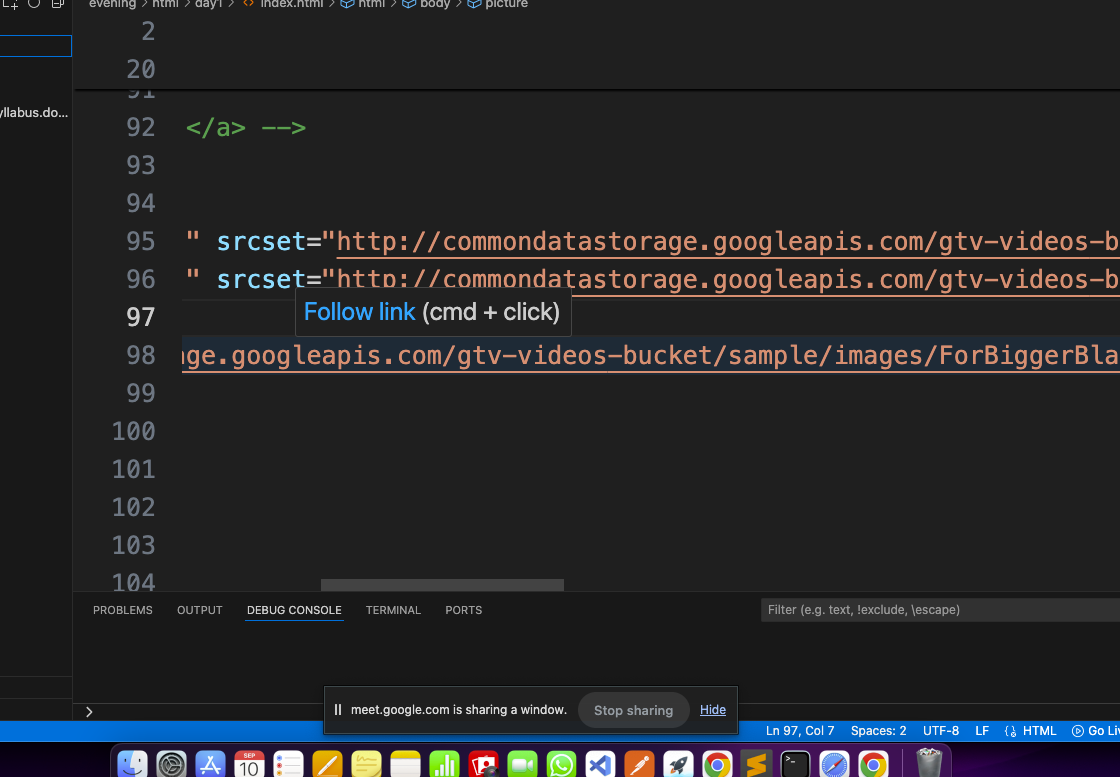 evening > html > day1 > <> index.html > html > body > picture
2
20
91
yllabus.do...
92 </a> -->
93
94
95 " srcset="http://commondatastorage.googleapis.com/gtv-videos-b
96 " srcset="http://commondatastorage.googleapis.com/gtv-videos-b
97
Follow link (cmd + click)
98 age.googleapis.com/gtv-videos-bucket/sample/images/ForBiggerBla
99
100
101
102
103
104
PROBLEMS OUTPUT DEBUG CONSOLE TERMINAL PORTS Filter (e.g. text, !exclude, \escape)
meet.google.com is sharing a window. Stop sharing Hide
Ln 97, Col 7 Spaces: 2 UTF-8 LF {} HTML Go Liv
SEP
10